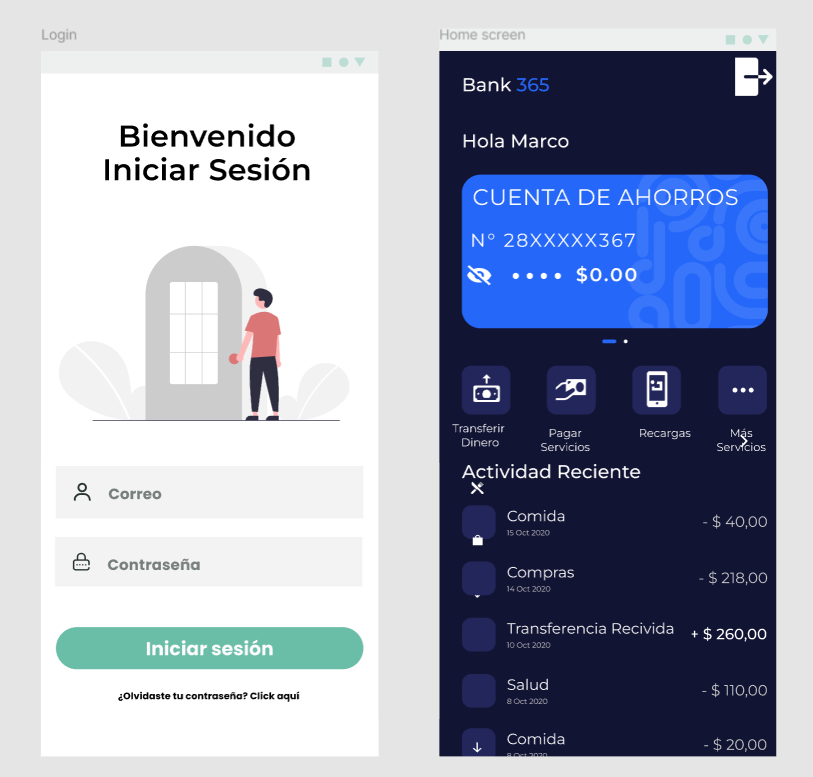 Login
Bienvenido
Iniciar Sesión
Correo
Contraseña
Iniciar sesión
¿Olvidaste tu contraseña? Click aquí
Home screen
Bank 365
Hola Marco
CUENTA DE AHORROS
N° 28XXXXX367
•••• $0.00
Transferir
Dinero
Pagar
Servicios
Recargas
Más
Servicios
Actividad Reciente
Comida
15 Oct 2020
- $ 40,00
Compras
14 Oct 2020
- $ 218,00
Transferencia Recivida
10 Oct 2020
+ $ 260,00
Salud
8 Oct 2020
- $ 110,00
Comida
8 Oct 2020
- $ 20,00